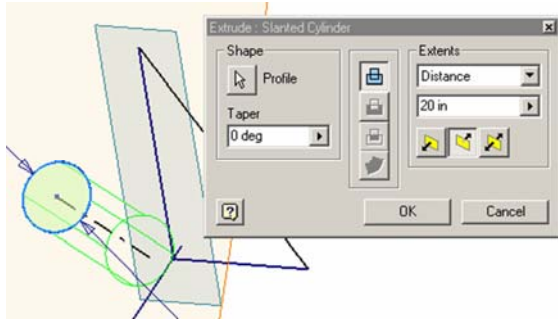 Extrude : Slanted Cylinder
Shape
Profile
Taper
0 deg
Extents
Distance
20 in
?
OK
Cancel